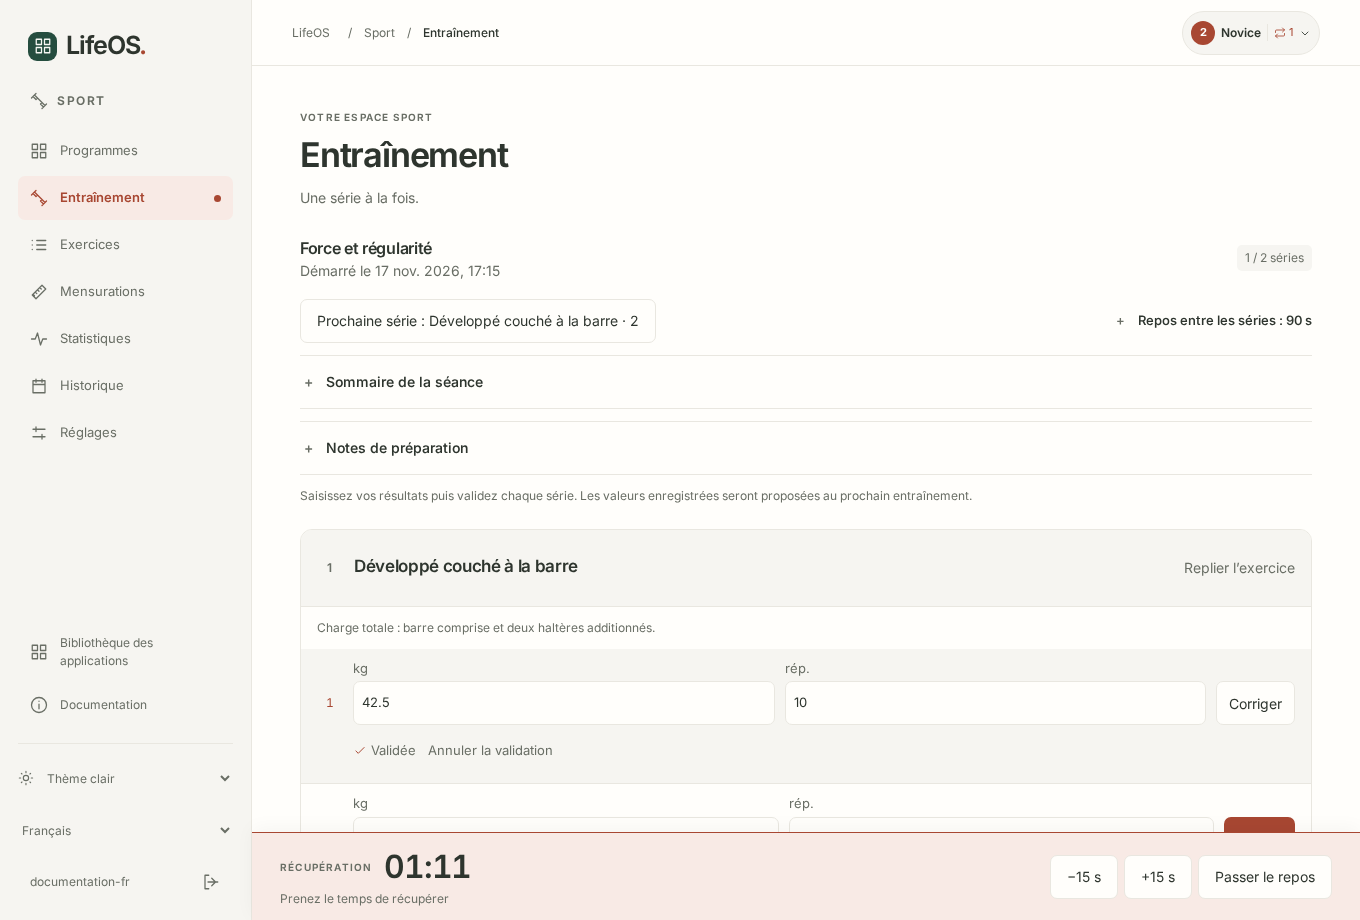 LifeOS.
SPORT
Programmes
Entraînement
Exercices
Mensurations
Statistiques
Historique
Réglages
Bibliothèque des
applications
Documentation
Thème clair
Français
documentation-fr
LifeOS / Sport / Entraînement
2 Novice 1
VOTRE ESPACE SPORT
Entraînement
Une série à la fois.
Force et régularité
Démarré le 17 nov. 2026, 17:15
1 / 2 séries
Prochaine série : Développé couché à la barre · 2
+ Repos entre les séries : 90 s
+ Sommaire de la séance
+ Notes de préparation
Saisissez vos résultats puis validez chaque série. Les valeurs enregistrées seront proposées au prochain entraînement.
1 Développé couché à la barre
Replier l’exercice
Charge totale : barre comprise et deux haltères additionnés.
kg rép.
1 42.5 10 Corriger
Validée Annuler la validation
kg rép.
RÉCUPÉRATION 01:11
Prenez le temps de récupérer
−15 s +15 s Passer le repos